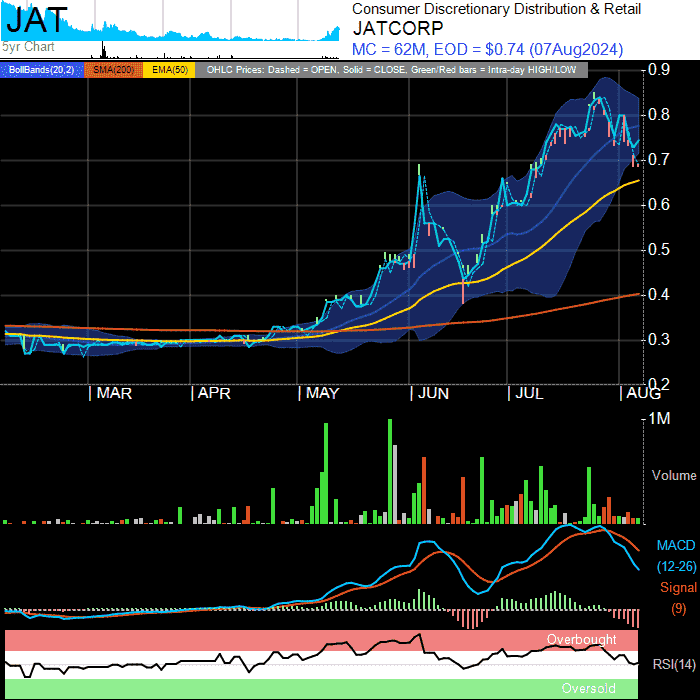 JAT
5yr Chart
Consumer Discretionary Distribution & Retail
JATCORP
MC = 62M, EOD = $0.74 (07Aug2024)
BollBands(20,2) SMA(200) EMA(50) OHLC Prices: Dashed = OPEN, Solid = CLOSE, Green/Red bars = Intra-day HIGH/LOW
0.9
0.8
0.7
0.6
0.5
0.4
0.3
0.2
MAR APR MAY JUN JUL AUG
1M
Volume
MACD
(12-26)
Signal
(9)
Overbought
RSI(14)
Oversold